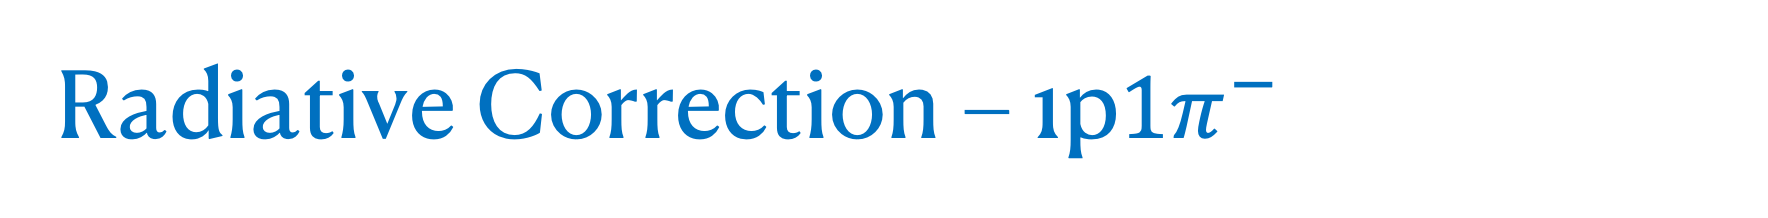 Radiative Correction – 1p1π⁻